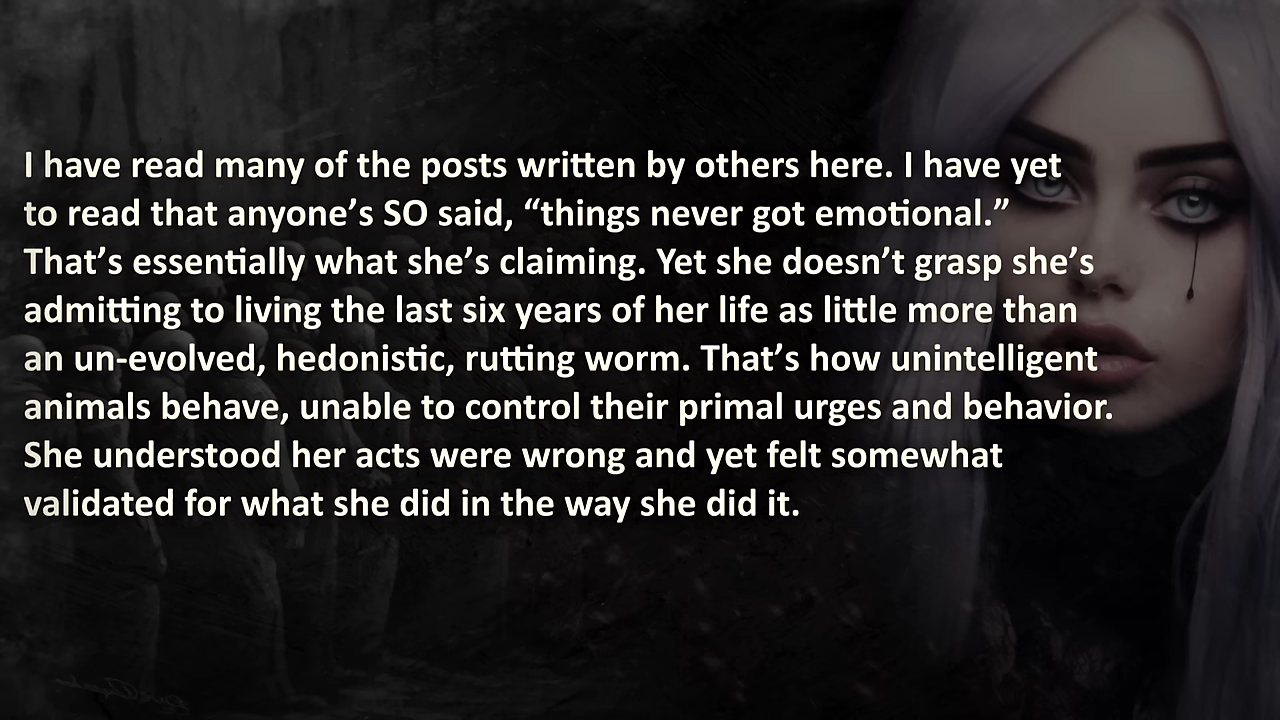 I have read many of the posts written by others here. I have yet
to read that anyone’s SO said, “things never got emotional.”
That’s essentially what she’s claiming. Yet she doesn’t grasp she’s
admitting to living the last six years of her life as little more than
an un-evolved, hedonistic, rutting worm. That’s how unintelligent
animals behave, unable to control their primal urges and behavior.
She understood her acts were wrong and yet felt somewhat
validated for what she did in the way she did it.